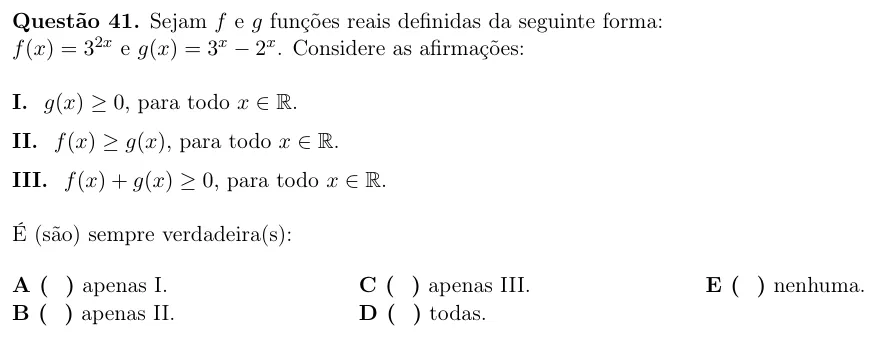 Questão 41. Sejam f e g funções reais definidas da seguinte forma:
f(x) = 3^{2x} e g(x) = 3^x − 2^x. Considere as afirmações:
I. g(x) ≥ 0, para todo x ∈ ℝ.
II. f(x) ≥ g(x), para todo x ∈ ℝ.
III. f(x) + g(x) ≥ 0, para todo x ∈ ℝ.
É (são) sempre verdadeira(s):
A ( ) apenas I.
B ( ) apenas II.
C ( ) apenas III.
D ( ) todas.
E ( ) nenhuma.